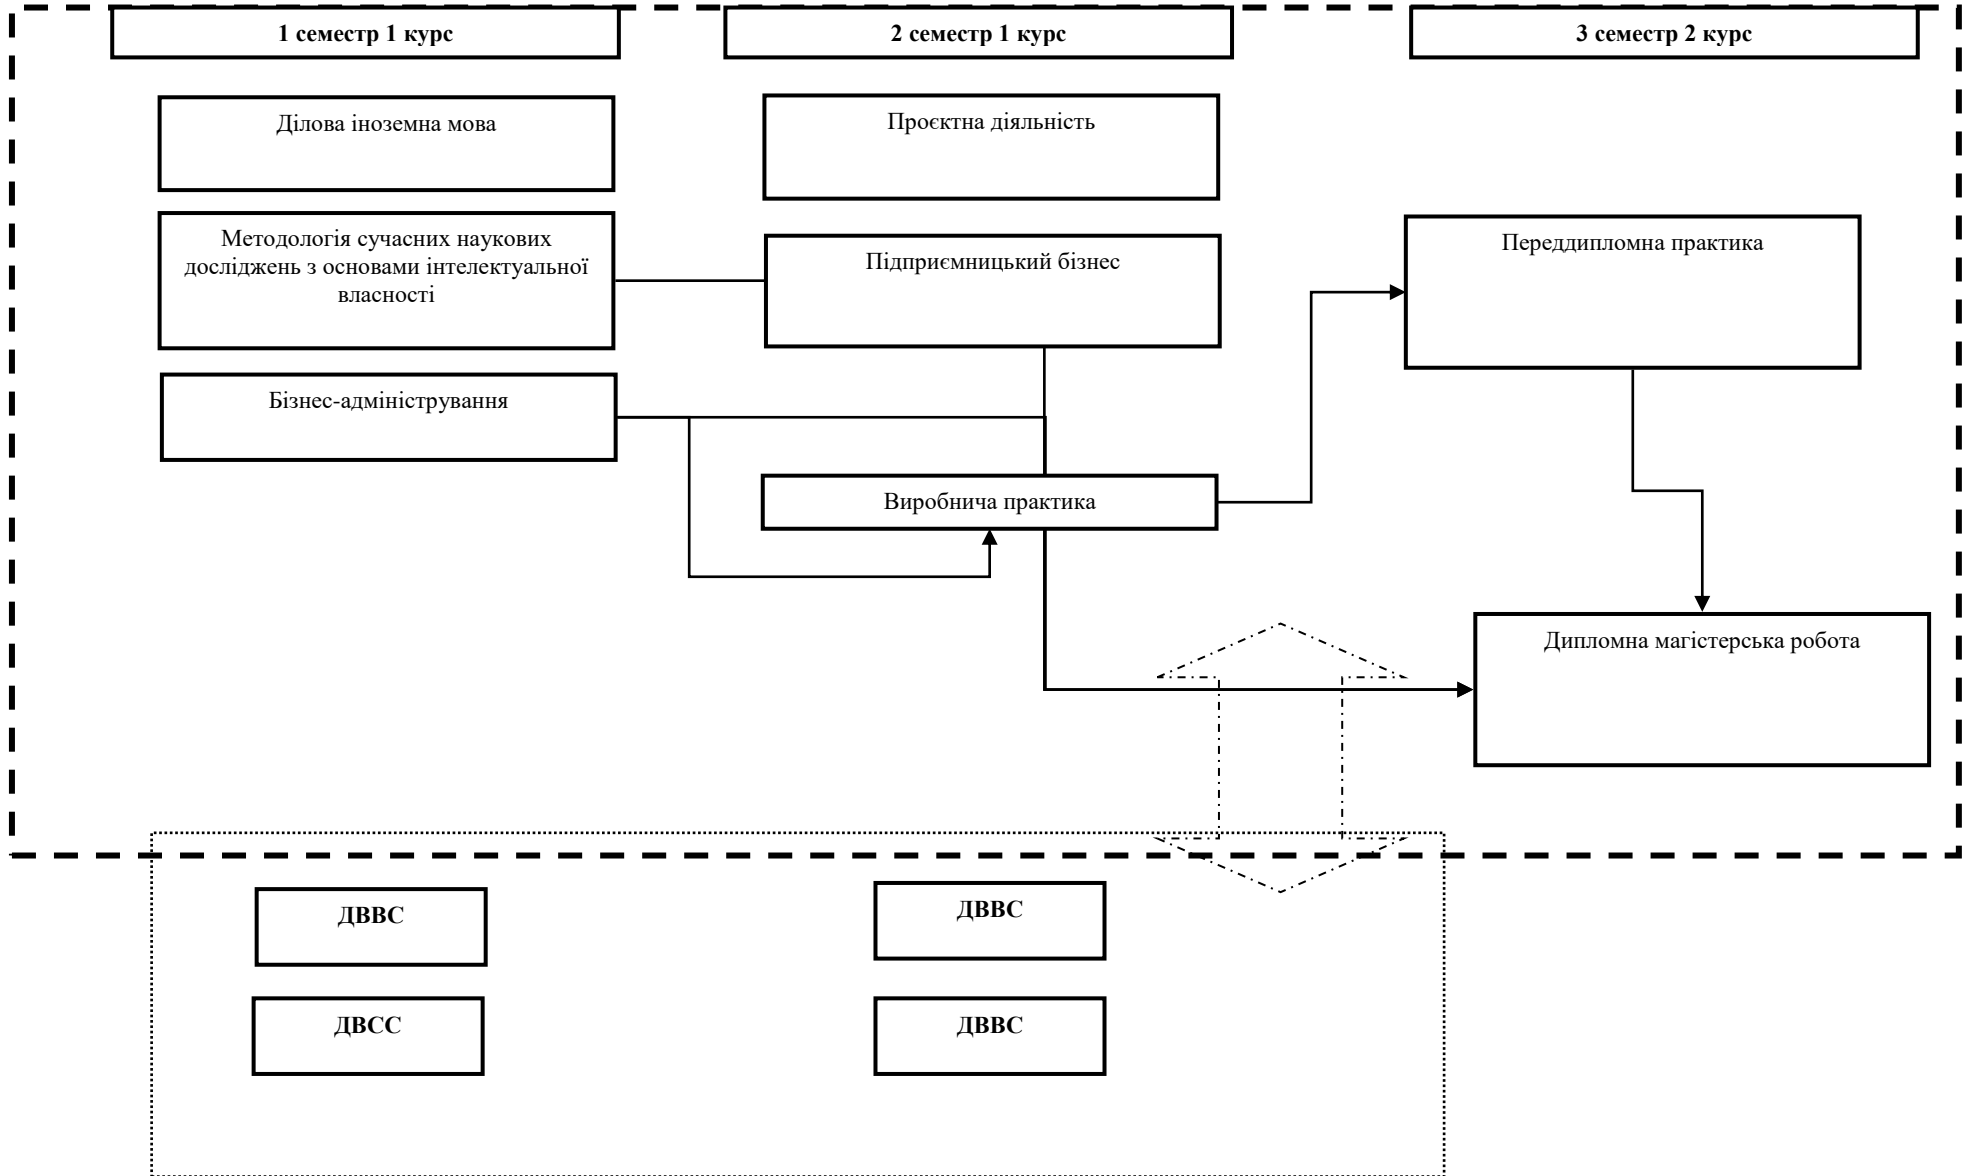 1 семестр 1 курс
2 семестр 1 курс
3 семестр 2 курс
Ділова іноземна мова
Проєктна діяльність
Методологія сучасних наукових
досліджень з основами інтелектуальної
власності
Підприємницький бізнес
Переддипломна практика
Бізнес-адміністрування
Виробнича практика
Дипломна магістерська робота
ДВВС
ДВВС
ДВСС
ДВВС